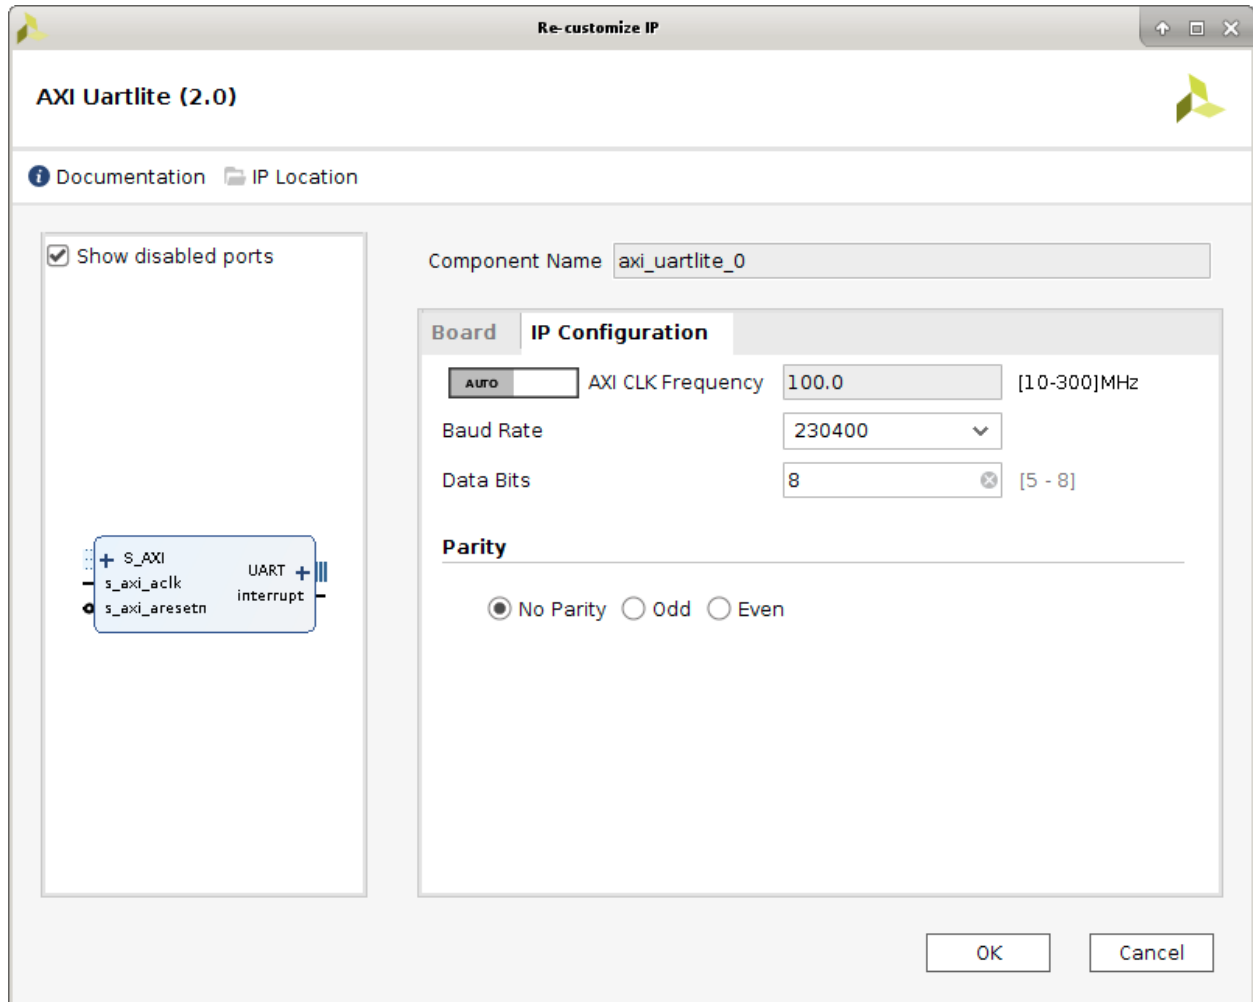 Re-customize IP
AXI Uartlite (2.0)
Documentation IP Location
Show disabled ports
S_AXI
s_axi_aclk
s_axi_aresetn
UART
interrupt
Component Name axi_uartlite_0
Board IP Configuration
AUTO AXI CLK Frequency 100.0 [10-300]MHz
Baud Rate 230400
Data Bits 8 [5 - 8]
Parity
No Parity Odd Even
OK Cancel